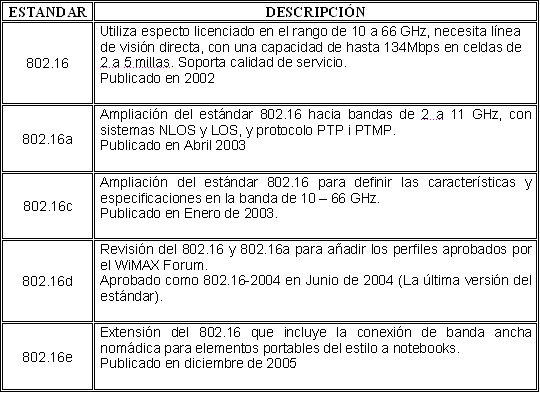 ESTANDAR DESCRIPCIÓN
802.16
Utiliza especto licenciado en el rango de 10 a 66 GHz, necesita línea
de visión directa, con una capacidad de hasta 134Mbps en celdas de
2 a 5 millas. Soporta calidad de servicio.
Publicado en 2002
802.16a
Ampliación del estándar 802.16 hacia bandas de 2 a 11 GHz, con
sistemas NLOS y LOS, y protocolo PTP i PTMP.
Publicado en Abril 2003
802.16c
Ampliación del estándar 802.16 para definir las características y
especificaciones en la banda de 10 – 66 GHz.
Publicado en Enero de 2003.
802.16d
Revisión del 802.16 y 802.16a para añadir los perfiles aprobados por
el WiMAX Forum.
Aprobado como 802.16-2004 en Junio de 2004 (La última versión del
estándar).
802.16e
Extensión del 802.16 que incluye la conexión de banda ancha
nomádica para elementos portables del estilo a notebooks.
Publicado en diciembre de 2005